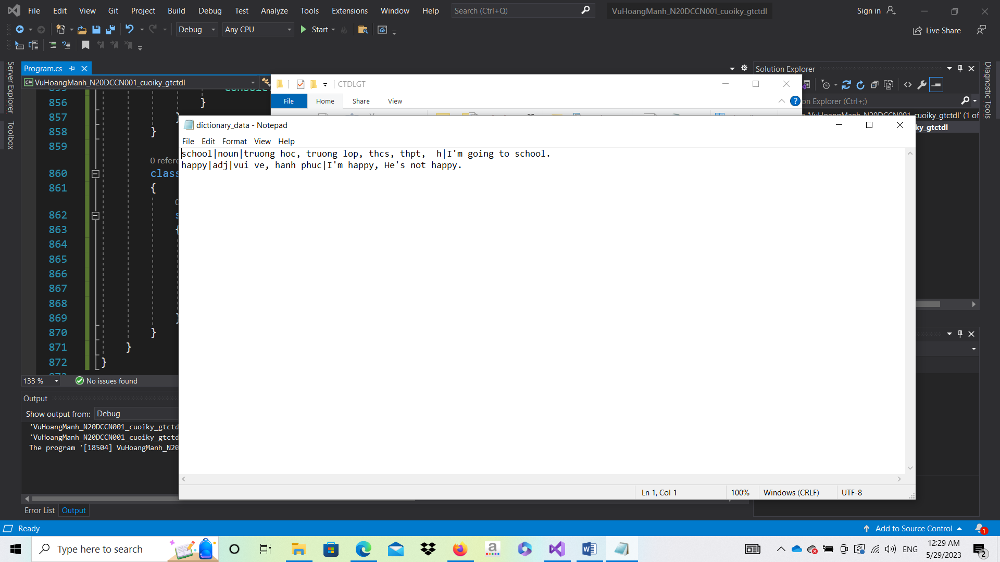 File Edit View Git Project Build Debug Test Analyze Tools Extensions Window Help Search (Ctrl+Q) VuHoangManh_N20DCCN001_cuoiky_gtctdl Sign in
Debug Any CPU Start Live Share
Server Explorer
Toolbox
Program.cs
VuHoangManh_N20DCCN001_cuoiky_gtctdl
856 }
857 }
858 }
859
0 refere
860 clas
861 {
862
863 {
864
865
866
867
868
869 }
870 }
871 }
872 }
133 % No issues found
Output
Show output from: Debug
'VuHoangManh_N20DCCN001_cuoiky_gtctd
'VuHoangManh_N20DCCN001_cuoiky_gtctd
The program '[18504] VuHoangManh_N20
Error List Output
CTDLGT
File Home Share View
dictionary_data - Notepad
File Edit Format View Help
school|noun|truong hoc, truong lop, thcs, thpt,  h|I'm going to school.
happy|adj|vui ve, hanh phuc|I'm happy, He's not happy.
Ln 1, Col 1 100% Windows (CRLF) UTF-8
Solution Explorer
on Explorer (Ctrl+;)
'VuHoangManh_N20DCCN001_cuoiky_gtctdl' (1 of
ky_gtctdl
Diagnostic Tools
Ready Add to Source Control 1
Type here to search ENG 12:29 AM
5/29/2023 2